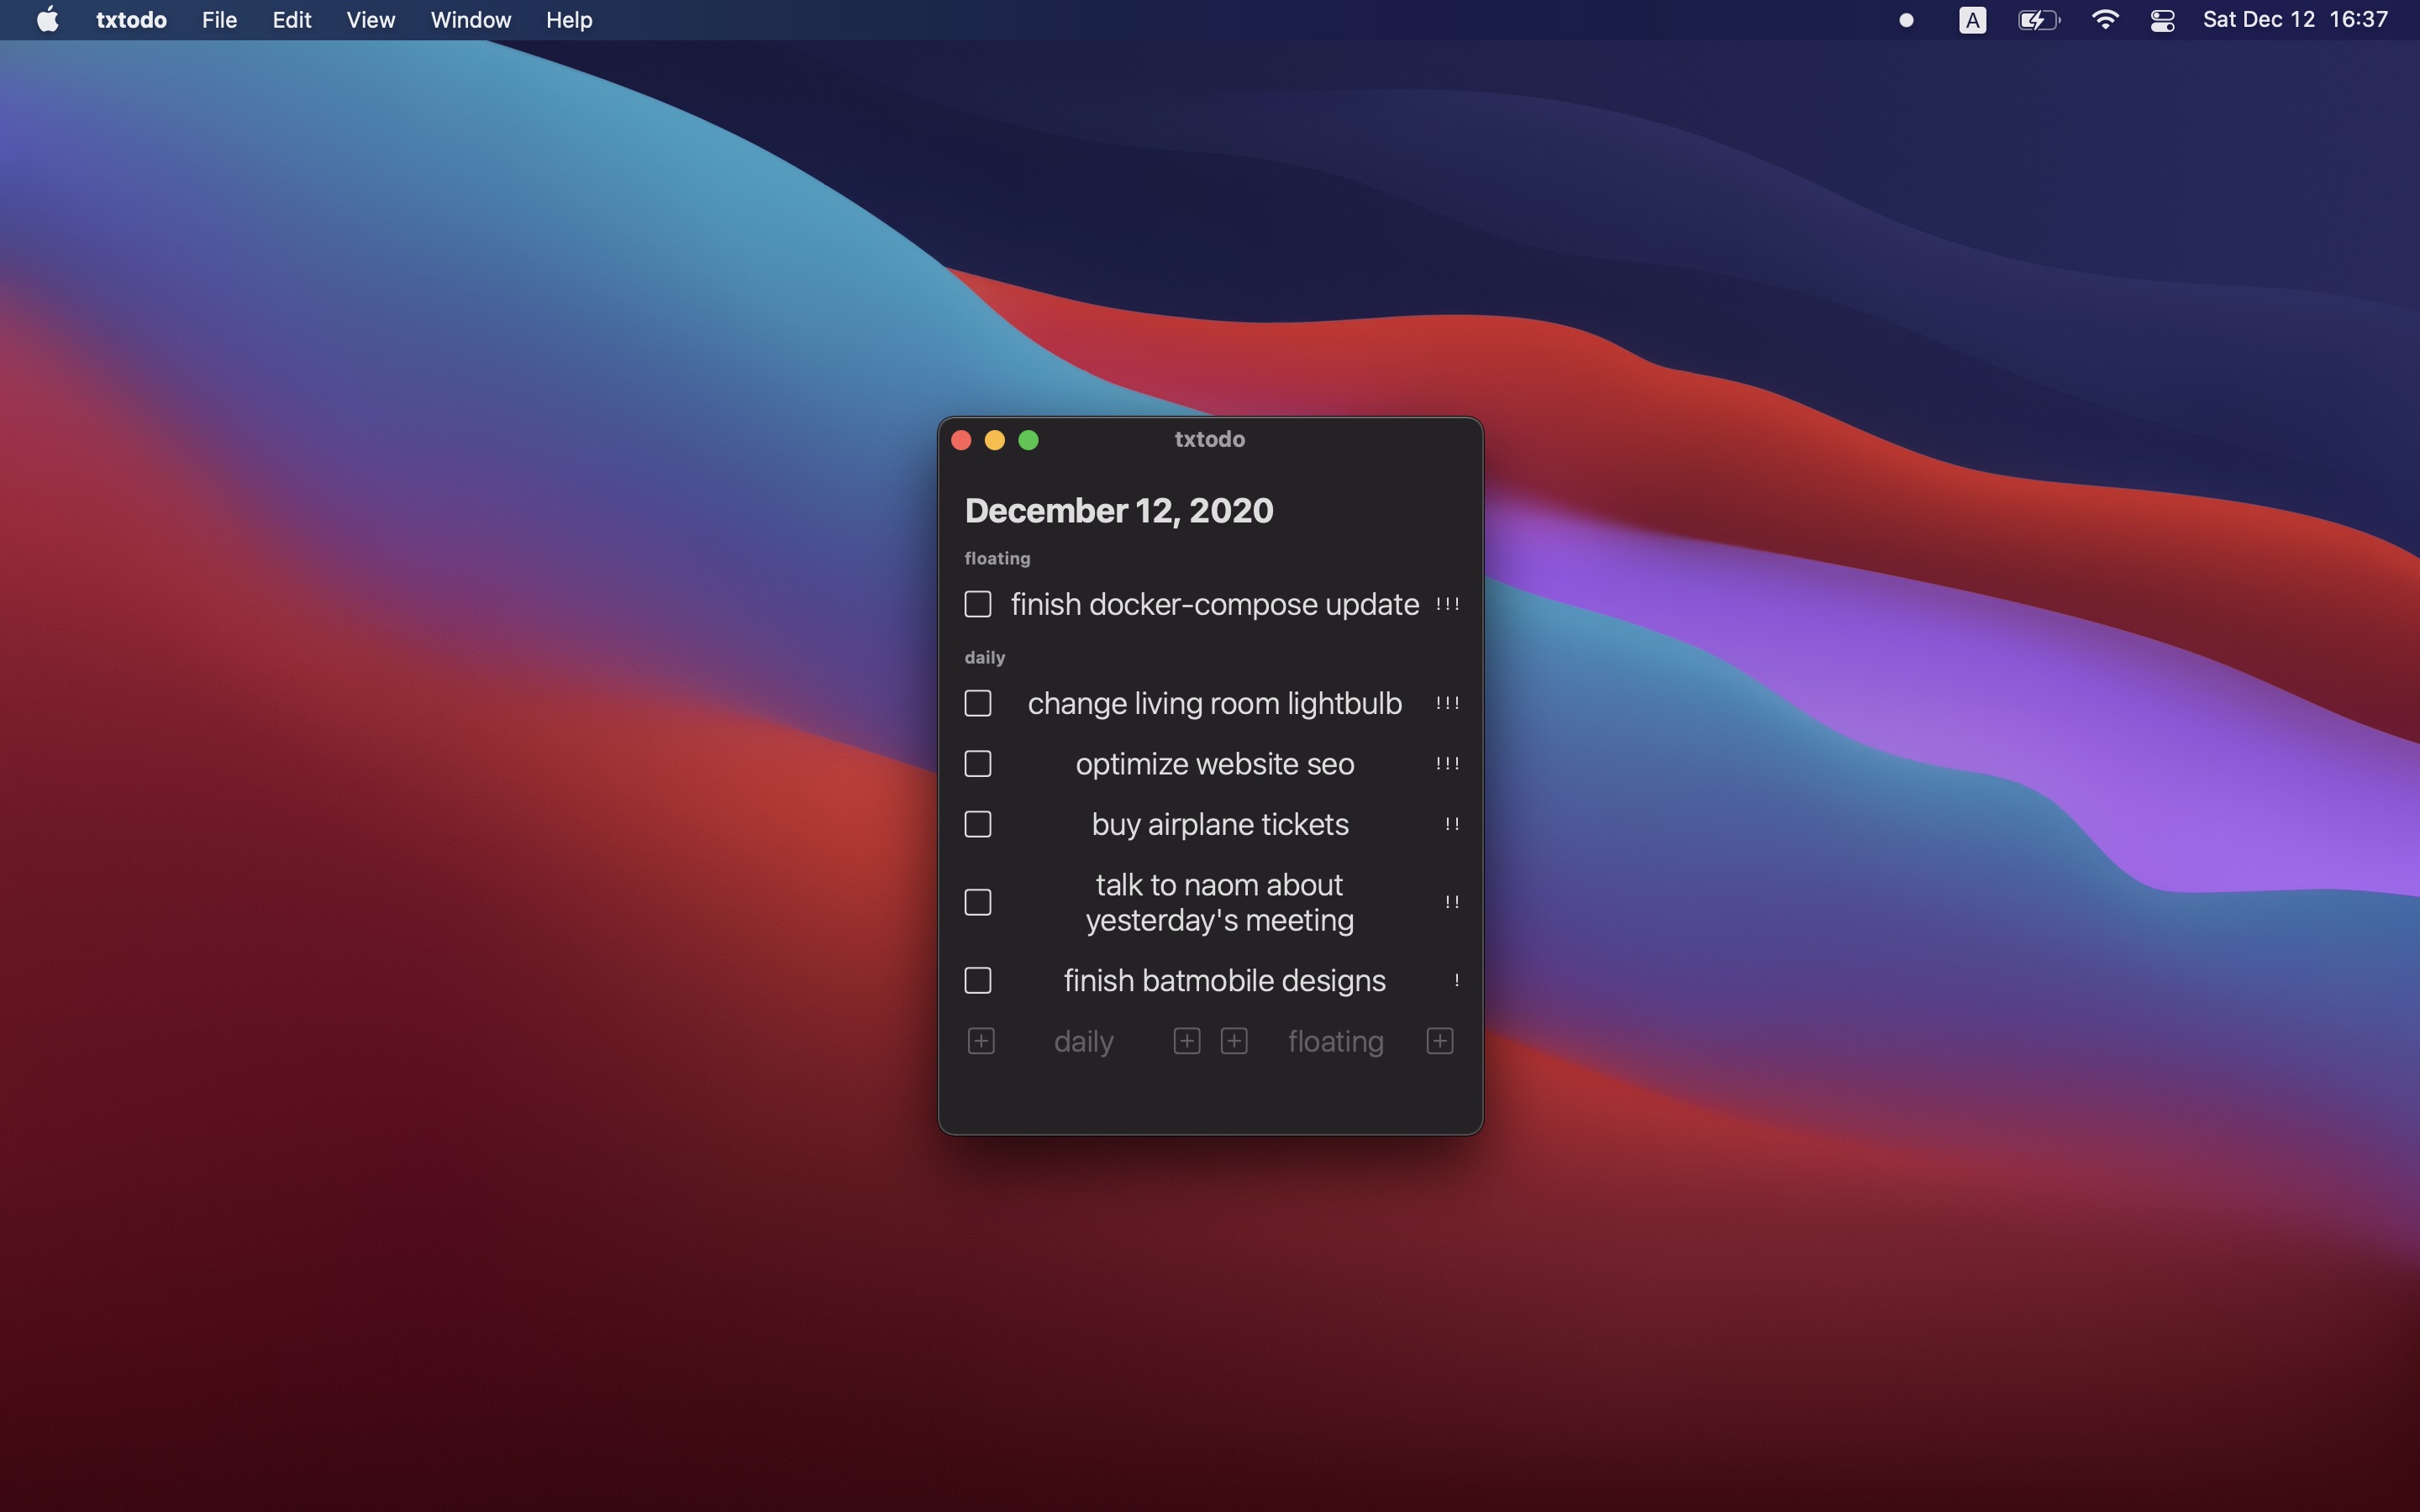 txtodo File Edit View Window Help A Sat Dec 12 16:37
txtodo
December 12, 2020
floating
finish docker-compose update !!!
daily
change living room lightbulb !!!
optimize website seo !!!
buy airplane tickets !!
talk to naom about
yesterday's meeting !!
finish batmobile designs !
daily floating